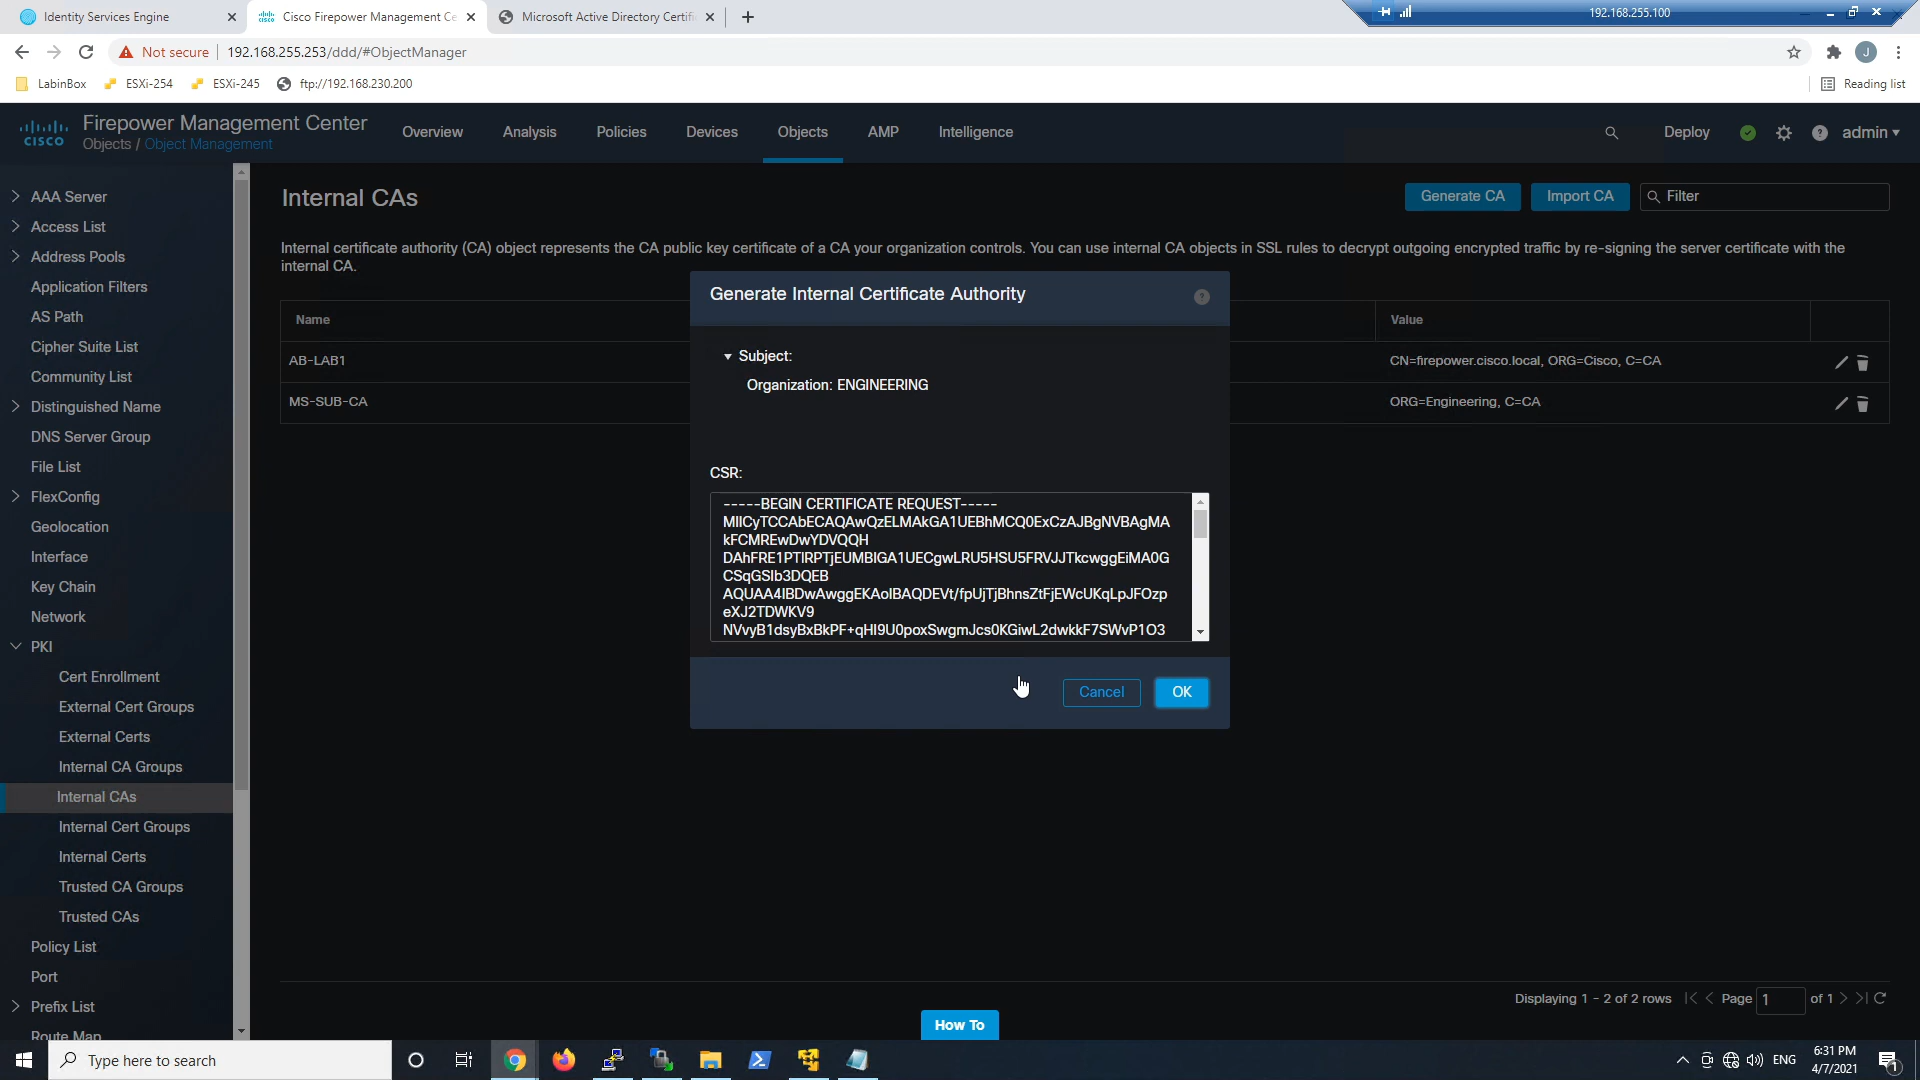 Identity Services Engine
Cisco Firepower Management Ce
Microsoft Active Directory Certifi
192.168.255.100
Not secure
192.168.255.253/ddd/#ObjectManager
J
LabinBox
ESXi-254
ESXi-245
ftp://192.168.230.200
Reading list
CISCO
Firepower Management Center
Objects / Object Management
Overview
Analysis
Policies
Devices
Objects
AMP
Intelligence
Deploy
admin
AAA Server
Access List
Address Pools
Application Filters
AS Path
Cipher Suite List
Community List
Distinguished Name
DNS Server Group
File List
FlexConfig
Geolocation
Interface
Key Chain
Network
PKI
Cert Enrollment
External Cert Groups
External Certs
Internal CA Groups
Internal CAs
Internal Cert Groups
Internal Certs
Trusted CA Groups
Trusted CAs
Policy List
Port
Prefix List
Route Map
Internal CAs
Generate CA
Import CA
Filter
Internal certificate authority (CA) object represents the CA public key certificate of a CA your organization controls. You can use internal CA objects in SSL rules to decrypt outgoing encrypted traffic by re-signing the server certificate with the
internal CA.
Name
Value
AB-LAB1
CN=firepower.cisco.local, ORG=Cisco, C=CA
MS-SUB-CA
ORG=Engineering, C=CA
Generate Internal Certificate Authority
Subject:
Organization: ENGINEERING
CSR:
-----BEGIN CERTIFICATE REQUEST-----
MIICyTCCAbECAQAwQzELMAkGA1UEBhMCQ0ExCzAJBgNVBAgMA
kFCMREwDwYDVQQH
DAhFRE1PTlRPTjEUMBIGA1UECgwLRU5HSU5FRVJJTkcwggEiMA0G
CSqGSIb3DQEB
AQUAA4IBDwAwggEKAoIBAQDEVt/fpUjTjBhnsZtFjEWcUKqLpJFOzp
eXJ2TDWKV9
NVvyB1dsyBxBkPF+qHI9U0poxSwgmJcs0KGiwL2dwkkF7SWvP1O3
Cancel
OK
Displaying 1 - 2 of 2 rows
Page
1
of 1
How To
Type here to search
ENG
6:31 PM
4/7/2021
1